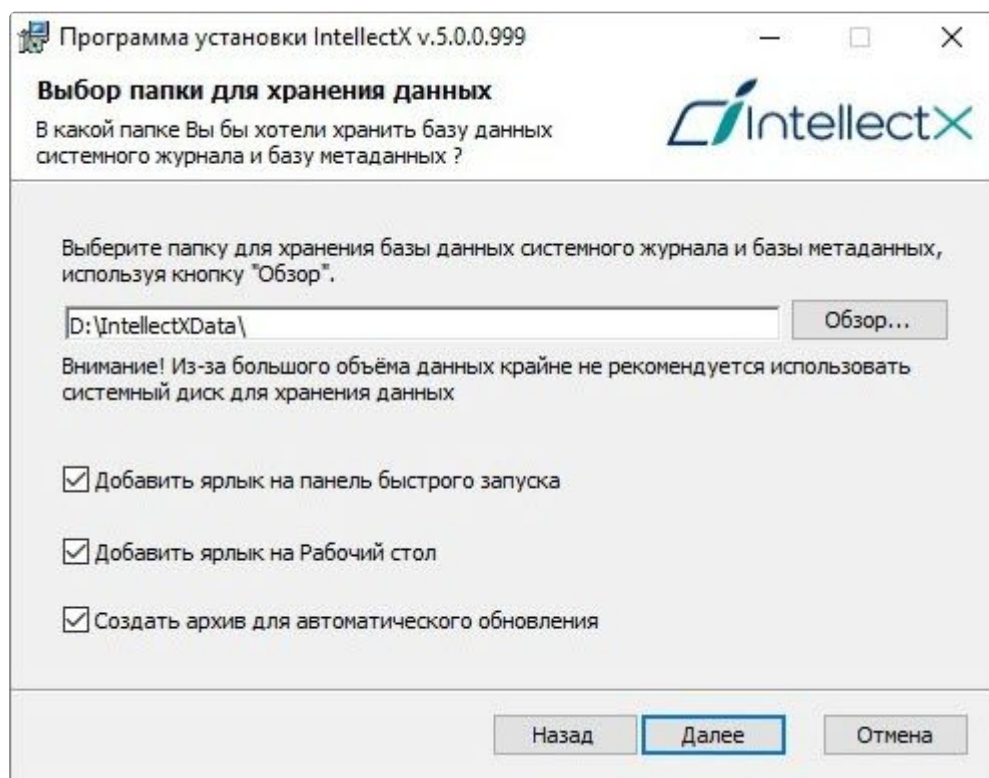 Программа установки IntellectX v.5.0.0.999
Выбор папки для хранения данных
В какой папке Вы бы хотели хранить базу данных
системного журнала и базу метаданных ?
IntellectX
Выберите папку для хранения базы данных системного журнала и базы метаданных,
используя кнопку "Обзор".
D:\IntellectXData\
Обзор...
Внимание! Из-за большого объёма данных крайне не рекомендуется использовать
системный диск для хранения данных
Добавить ярлык на панель быстрого запуска
Добавить ярлык на Рабочий стол
Создать архив для автоматического обновления
Назад
Далее
Отмена